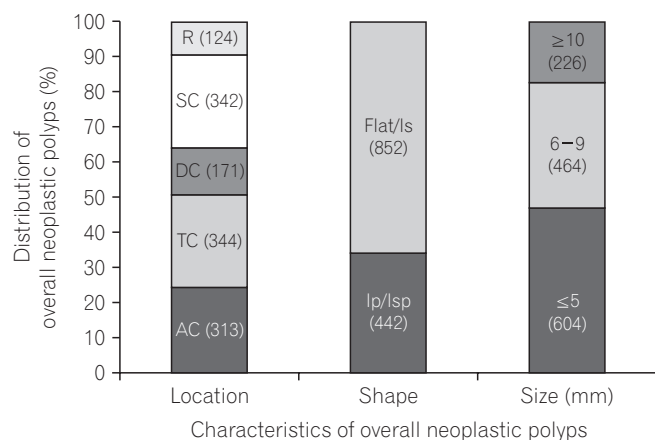 Distribution of
overall neoplastic polyps (%)
100
90
80
70
60
50
40
30
20
10
0
R (124)
SC (342)
DC (171)
TC (344)
AC (313)
Flat/Is
(852)
Ip/Isp
(442)
≥10
(226)
6−9
(464)
≤5
(604)
Location
Shape
Size (mm)
Characteristics of overall neoplastic polyps